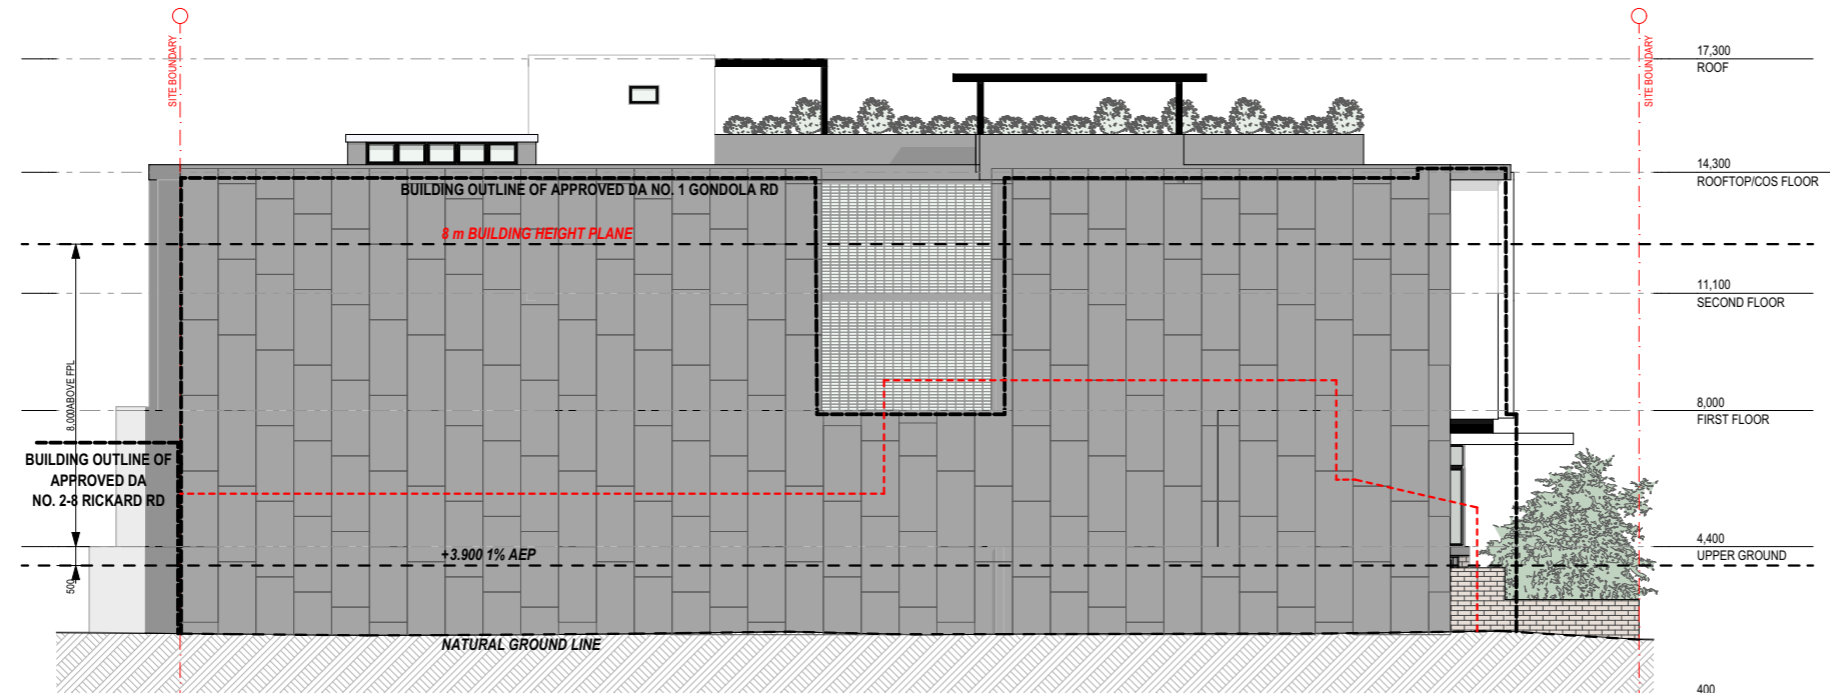 SITE BOUNDARY
SITE BOUNDARY
17,300
ROOF
14,300
ROOFTOP/COS FLOOR
BUILDING OUTLINE OF APPROVED DA NO. 1 GONDOLA RD
8 m BUILDING HEIGHT PLANE
11,100
SECOND FLOOR
8,000ABOVE FPL
8,000
FIRST FLOOR
BUILDING OUTLINE OF
APPROVED DA
NO. 2-8 RICKARD RD
+3.900 1% AEP
4,400
UPPER GROUND
500
NATURAL GROUND LINE
400